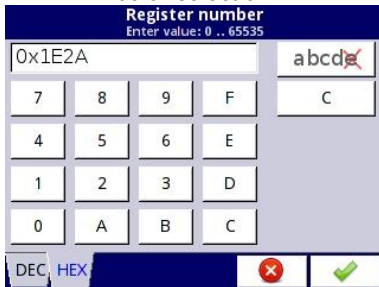 Register number
Enter value: 0 .. 65535
0x1E2A
abcde
7 8 9 F C
4 5 6 E
1 2 3 D
0 A B C
DEC HEX